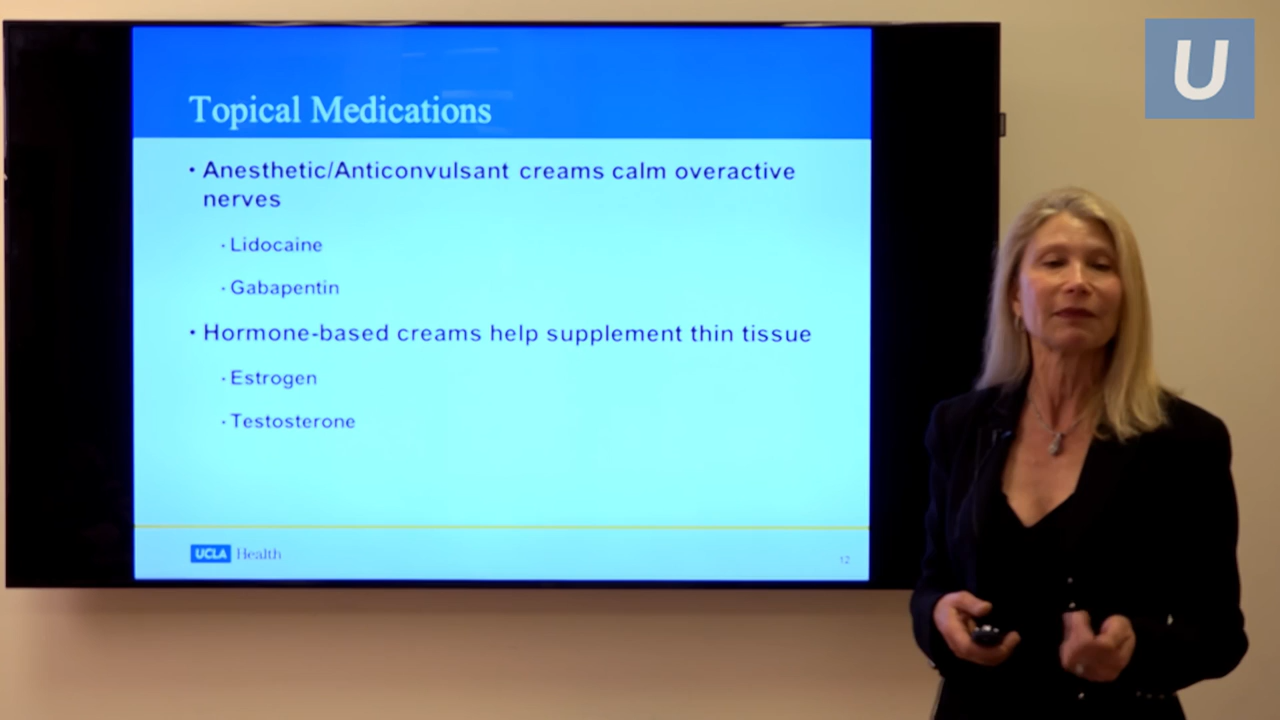 U
Topical Medications
• Anesthetic/Anticonvulsant creams calm overactive
nerves
· Lidocaine
· Gabapentin
• Hormone-based creams help supplement thin tissue
· Estrogen
· Testosterone
UCLA Health
12